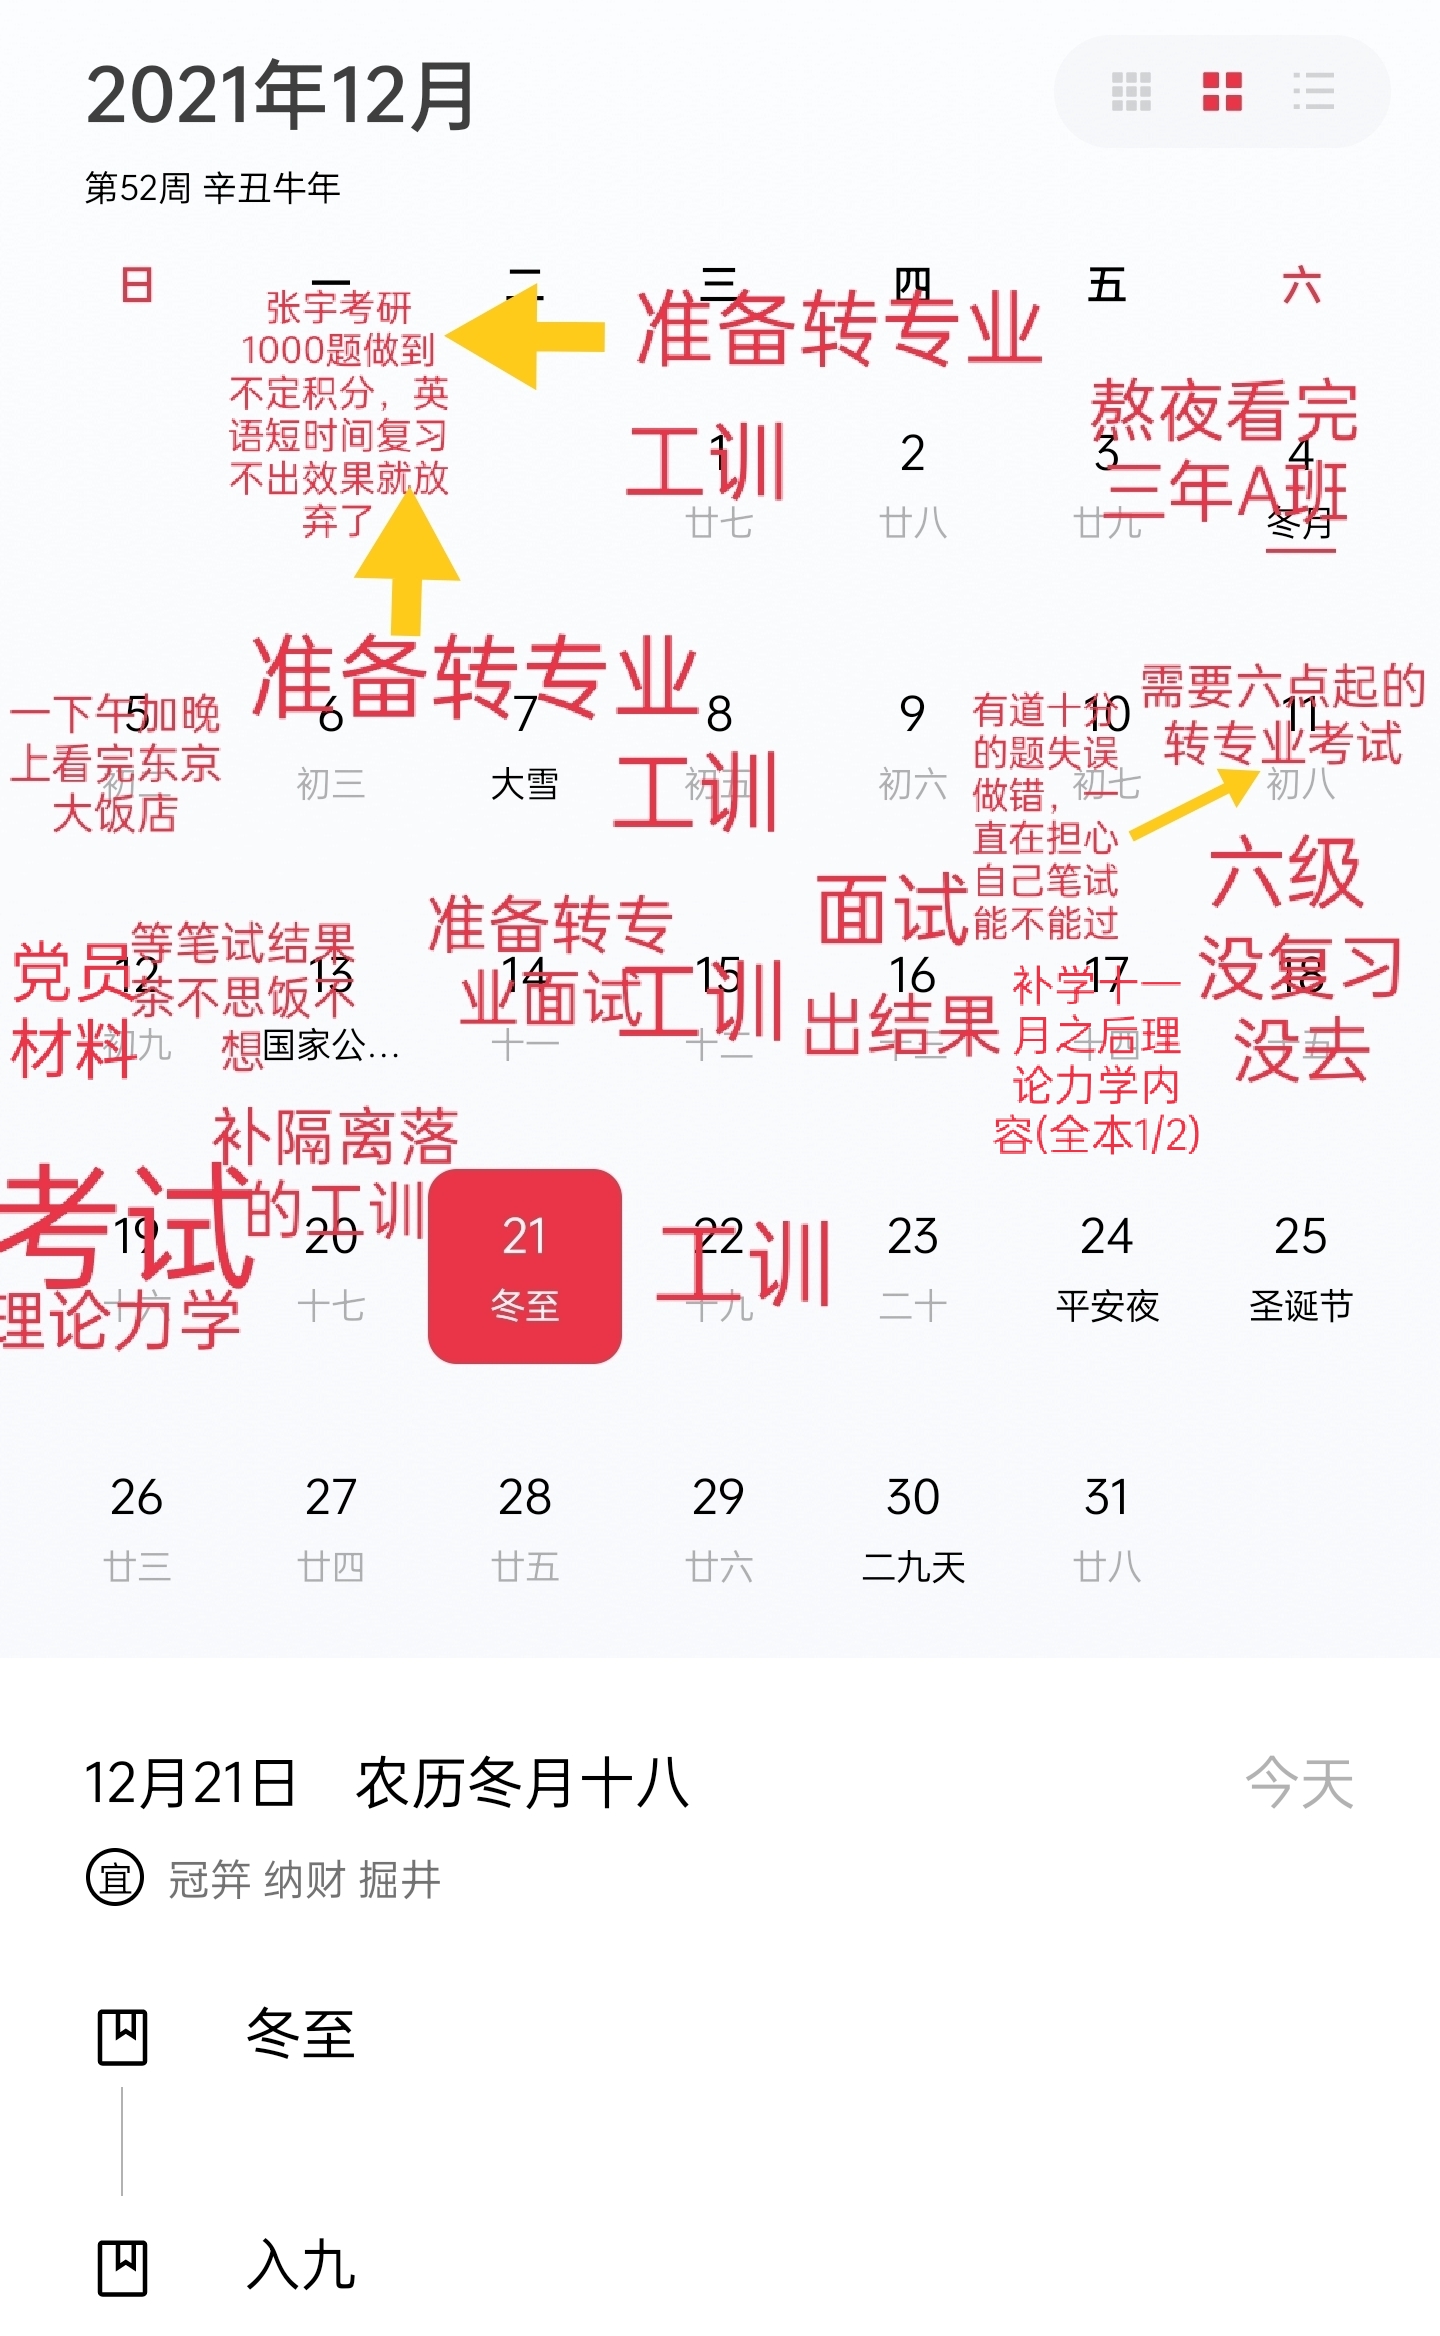 2021年12月
第52周 辛丑牛年
日 一 二 三 四 五 六
张宇考研
1000题做到
不定积分，英
语短时间复习
不出效果就放
弃了
准备转专业
熬夜看完
三年A班
工训
1 2 3 4
廿七 廿八 廿九 冬月
准备转专业
需要六点起的
转专业考试
一下午加晚
上看完东京
大饭店
5 6 7 8 9 10 11
有道十分
的题失误
做错，一
直在担心
自己笔试
能不能过
初二 初三 大雪 初五 初六 初七 初八
工训
六级
没复习
没去
面试
出结果
准备转专
业面试
工训
党员
材料
等笔试结果
茶不思饭不
想
12 13 14 15 16 17 18
初九 国家公... 十一 十二 十三 十四 十五
补学十一
月之后理
论力学内
容(全本1/2)
补隔离落
的工训
考试
理论力学
工训
19 20 21 22 23 24 25
十六 十七 冬至 十九 二十 平安夜 圣诞节
26 27 28 29 30 31
廿三 廿四 廿五 廿六 二九天 廿八
12月21日 农历冬月十八 今天
宜 冠笄 纳财 掘井
冬至
入九